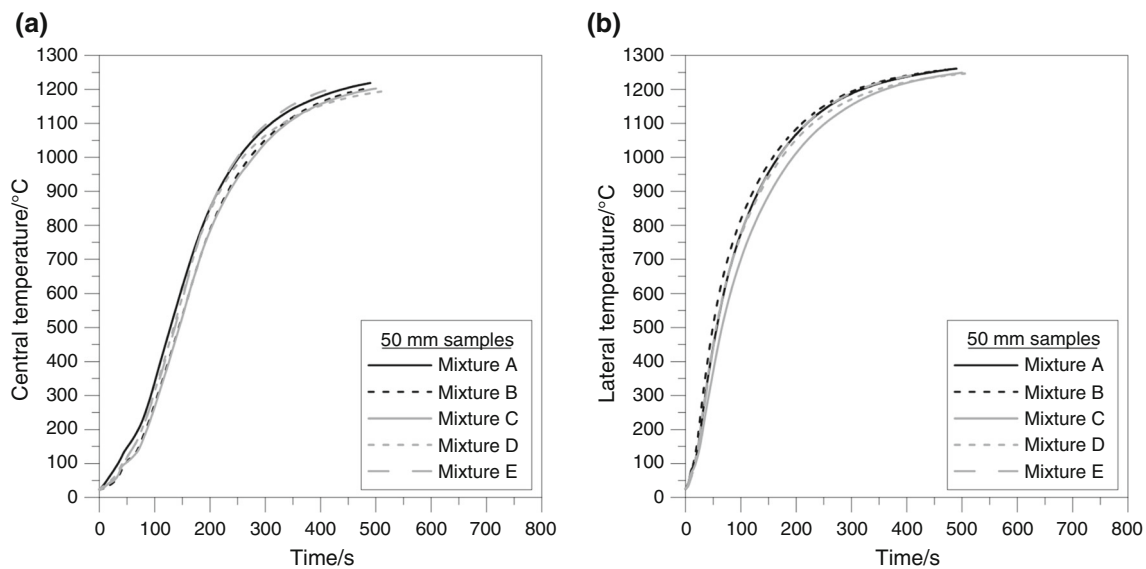 (a)
1300
1200
1100
1000
900
800
700
600
500
400
300
200
100
0
Central temperature/°C
0 100 200 300 400 500 600 700 800
Time/s
50 mm samples
Mixture A
Mixture B
Mixture C
Mixture D
Mixture E
(b)
1300
1200
1100
1000
900
800
700
600
500
400
300
200
100
0
Lateral temperature/°C
0 100 200 300 400 500 600 700 800
Time/s
50 mm samples
Mixture A
Mixture B
Mixture C
Mixture D
Mixture E